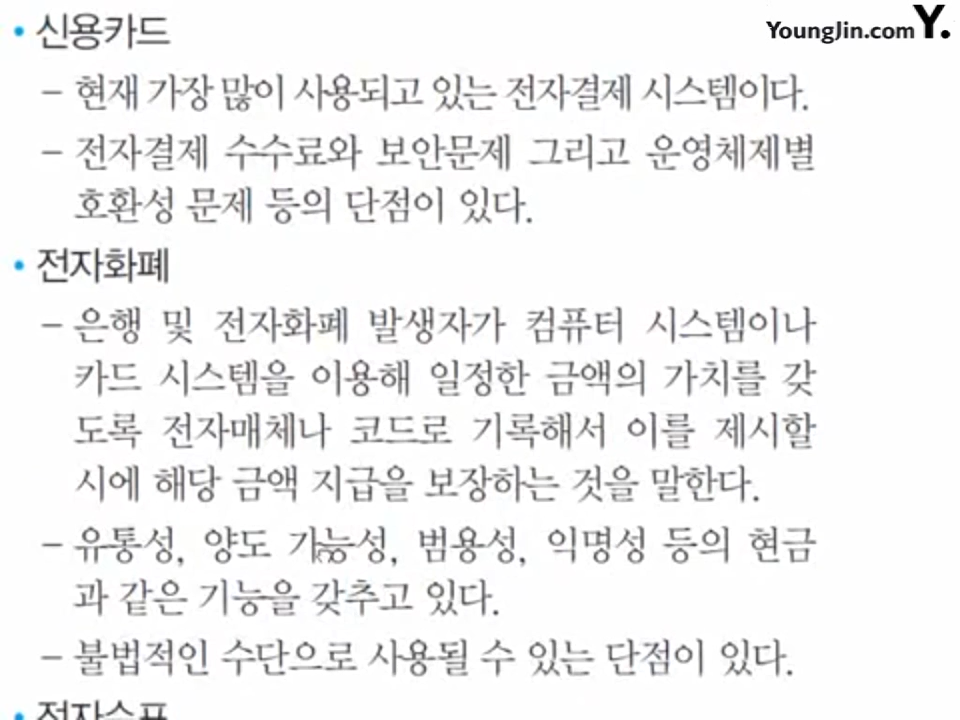 • 신용카드
YoungJin.com Y.
– 현재 가장 많이 사용되고 있는 전자결제 시스템이다.
– 전자결제 수수료와 보안문제 그리고 운영체제별
호환성 문제 등의 단점이 있다.
• 전자화폐
– 은행 및 전자화폐 발생자가 컴퓨터 시스템이나
카드 시스템을 이용해 일정한 금액의 가치를 갖
도록 전자매체나 코드로 기록해서 이를 제시할
시에 해당 금액 지급을 보장하는 것을 말한다.
– 유통성, 양도 가능성, 범용성, 익명성 등의 현금
과 같은 기능을 갖추고 있다.
– 불법적인 수단으로 사용될 수 있는 단점이 있다.
• 전자수표